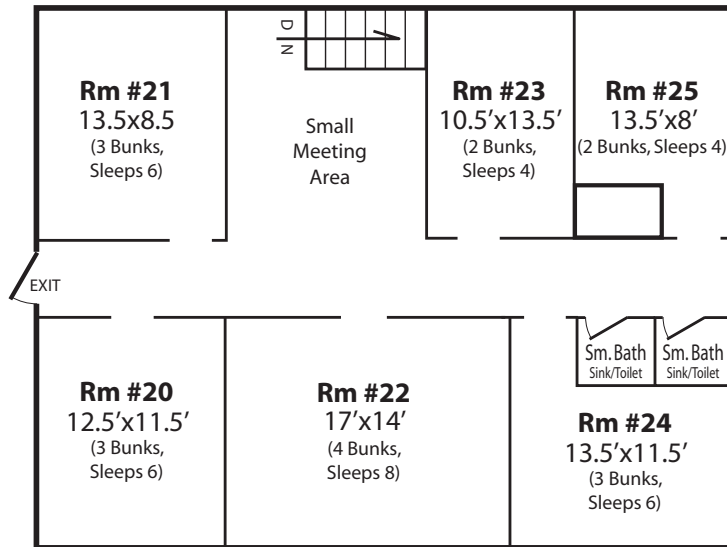 Rm #21
13.5x8.5
(3 Bunks,
Sleeps 6)
D
N
Small
Meeting
Area
Rm #23
10.5’x13.5’
(2 Bunks,
Sleeps 4)
Rm #25
13.5’x8’
(2 Bunks, Sleeps 4)
EXIT
Rm #20
12.5’x11.5’
(3 Bunks,
Sleeps 6)
Rm #22
17’x14’
(4 Bunks,
Sleeps 8)
Sm. Bath
Sink/Toilet
Sm. Bath
Sink/Toilet
Rm #24
13.5’x11.5’
(3 Bunks,
Sleeps 6)